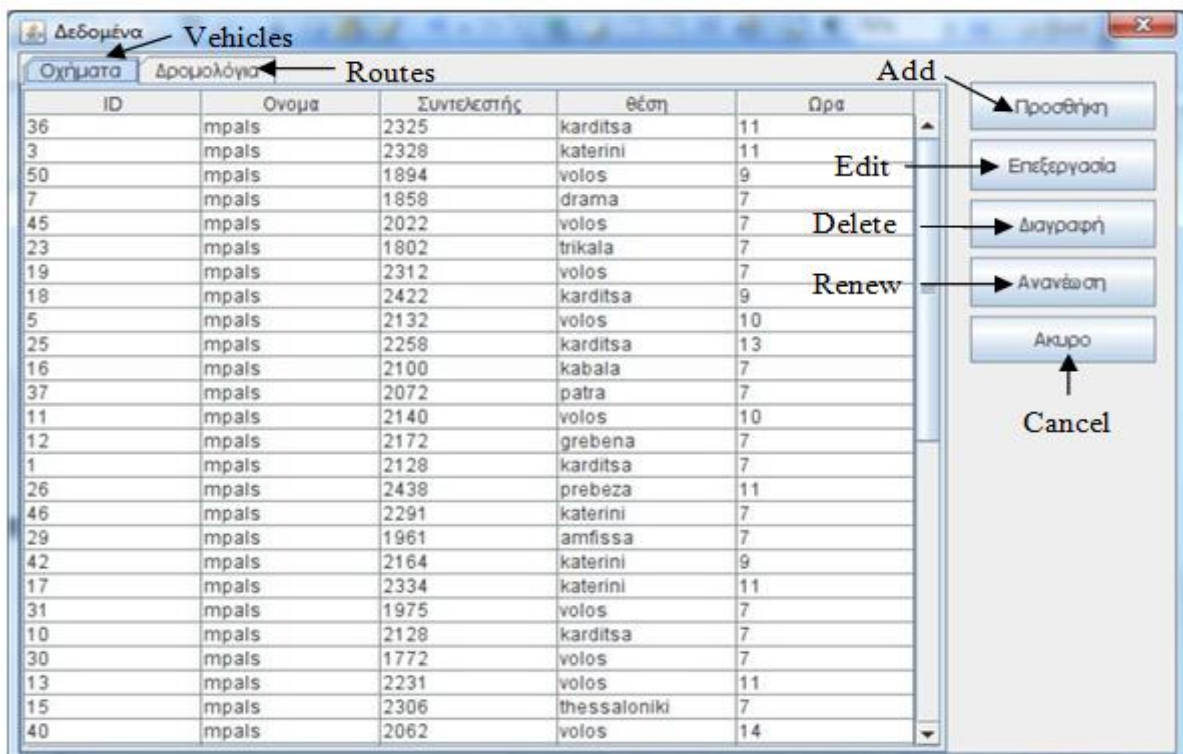 Δεδομένα
Vehicles
Οχήματα Δρομολόγια Routes
ID Ονομα Συντελεστής θέση Ωρα
36 mpals 2325 karditsa 11
3 mpals 2328 katerini 11
50 mpals 1894 volos 9
7 mpals 1858 drama 7
45 mpals 2022 volos 7
23 mpals 1802 trikala 7
19 mpals 2312 volos 7
18 mpals 2422 karditsa 9
5 mpals 2132 volos 10
25 mpals 2258 karditsa 13
16 mpals 2100 kabala 7
37 mpals 2072 patra 7
11 mpals 2140 volos 10
12 mpals 2172 grebena 7
1 mpals 2128 karditsa 7
26 mpals 2438 prebeza 11
46 mpals 2291 katerini 7
29 mpals 1961 amfissa 7
42 mpals 2164 katerini 9
17 mpals 2334 katerini 11
31 mpals 1975 volos 7
10 mpals 2128 karditsa 7
30 mpals 1772 volos 7
13 mpals 2231 volos 11
15 mpals 2306 thessaloniki 7
40 mpals 2062 volos 14
Add
Προσθήκη
Edit
Επεξεργασία
Delete
Διαγραφή
Renew
Ανανέωση
Ακυρο
Cancel